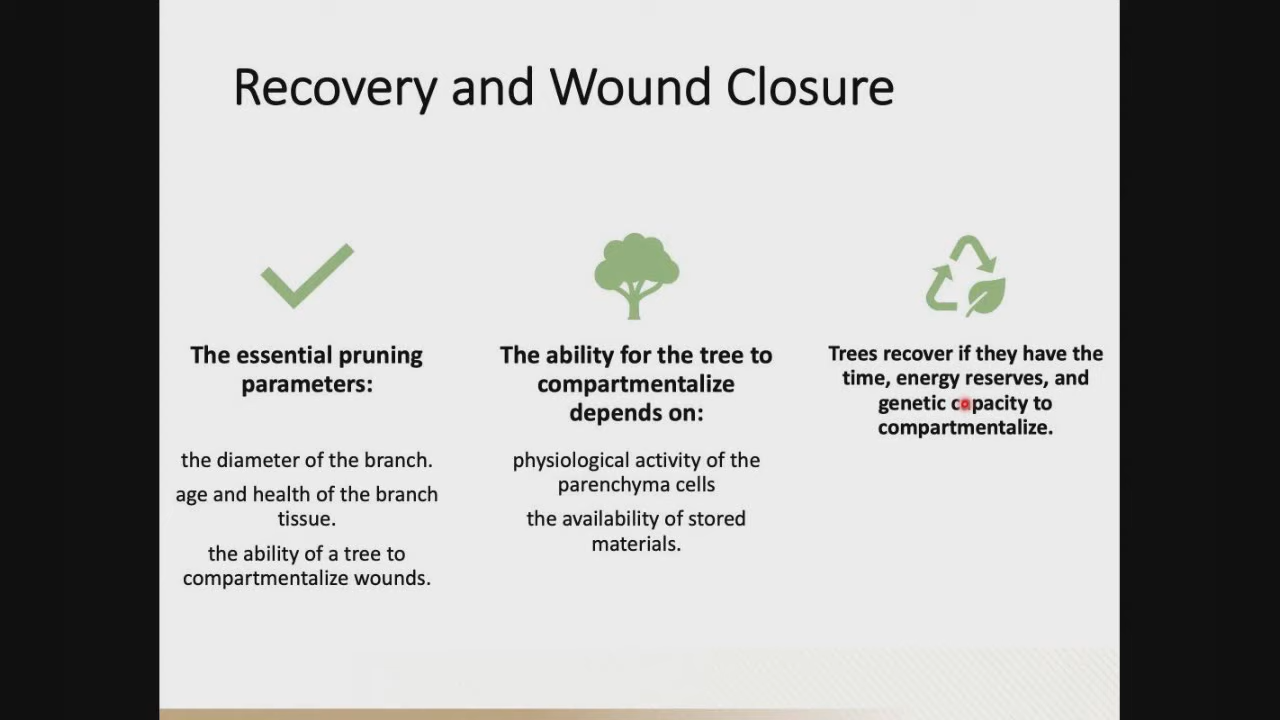 Recovery and Wound Closure
The essential pruning
parameters:
the diameter of the branch.
age and health of the branch
tissue.
the ability of a tree to
compartmentalize wounds.
The ability for the tree to
compartmentalize
depends on:
physiological activity of the
parenchyma cells
the availability of stored
materials.
Trees recover if they have the
time, energy reserves, and
genetic capacity to
compartmentalize.